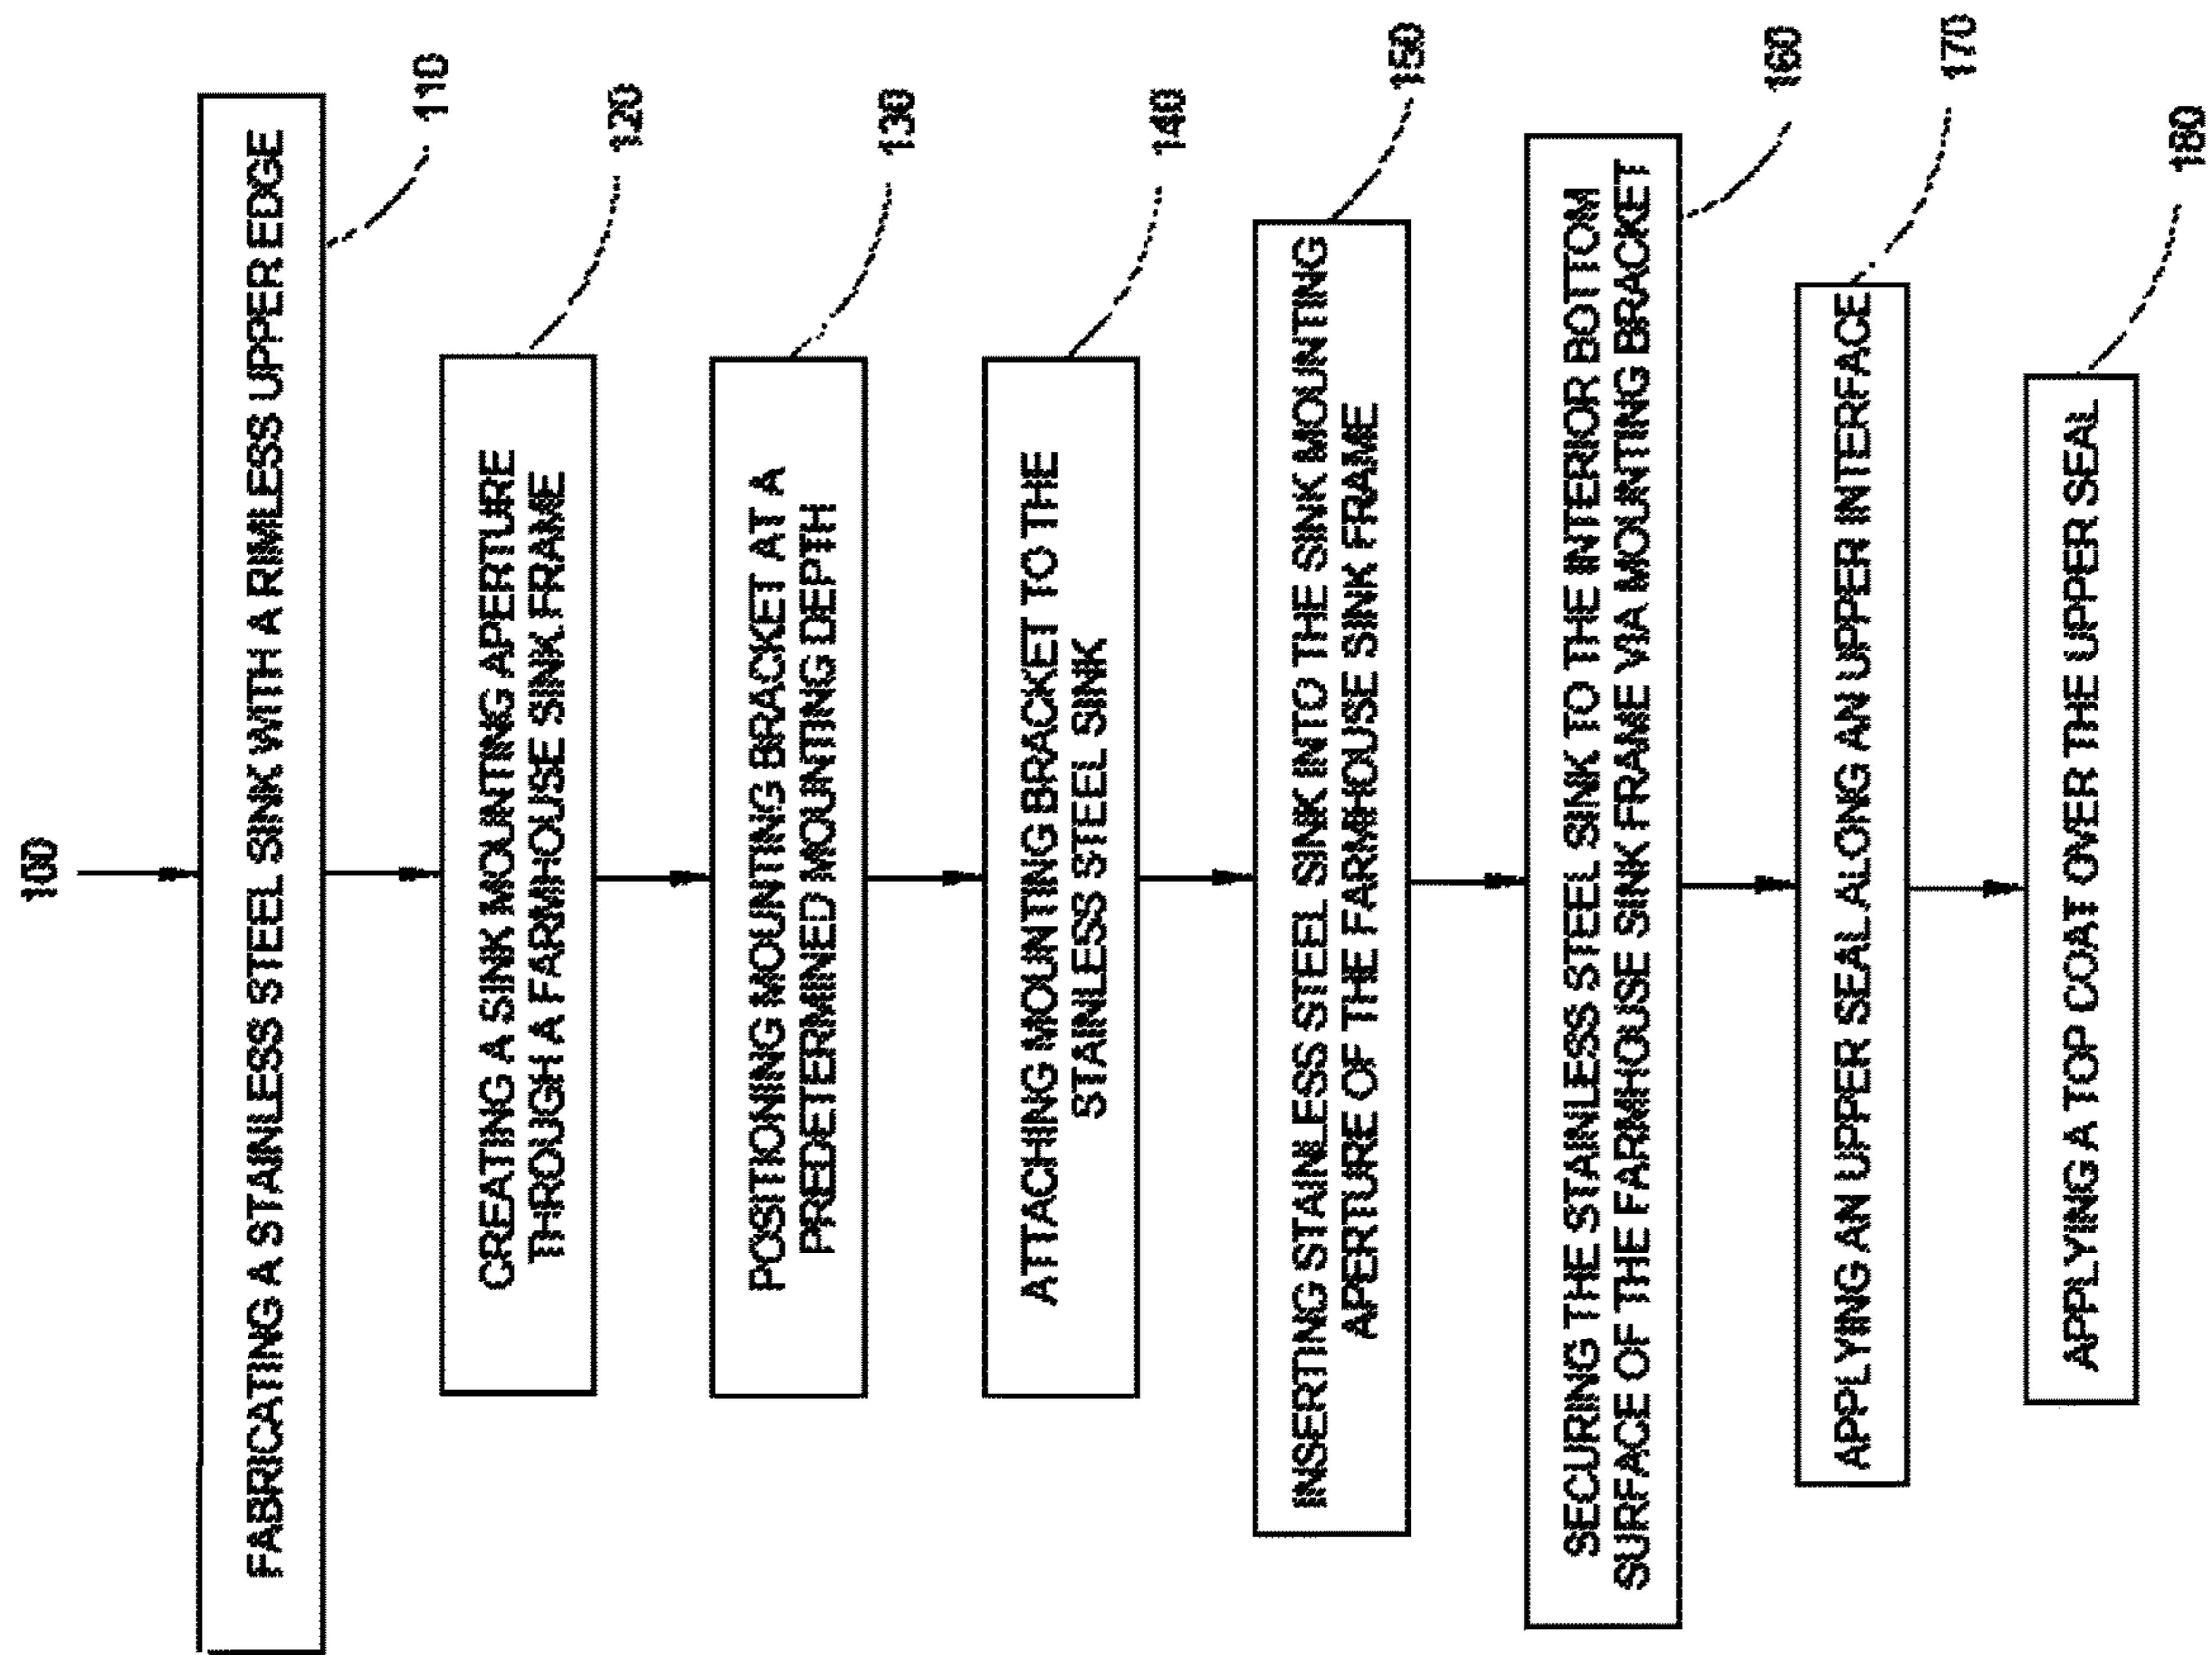 100
FABRICATING A STAINLESS STEEL SINK WITH A RIMLESS UPPER EDGE
110
CREATING A SINK MOUNTING APERTURE
THROUGH A FARMHOUSE SINK FRAME
120
POSITIONING MOUNTING BRACKET AT A
PREDETERMINED MOUNTING DEPTH
130
ATTACHING MOUNTING BRACKET TO THE
STAINLESS STEEL SINK
140
INSERTING STAINLESS STEEL SINK INTO THE SINK MOUNTING
APERTURE OF THE FARMHOUSE SINK FRAME
150
SECURING THE STAINLESS STEEL SINK TO THE INTERIOR BOTTOM
SURFACE OF THE FARMHOUSE SINK FRAME VIA MOUNTING BRACKET
160
APPLYING AN UPPER SEAL ALONG AN UPPER INTERFACE
170
APPLYING A TOP COAT OVER THE UPPER SEAL
180